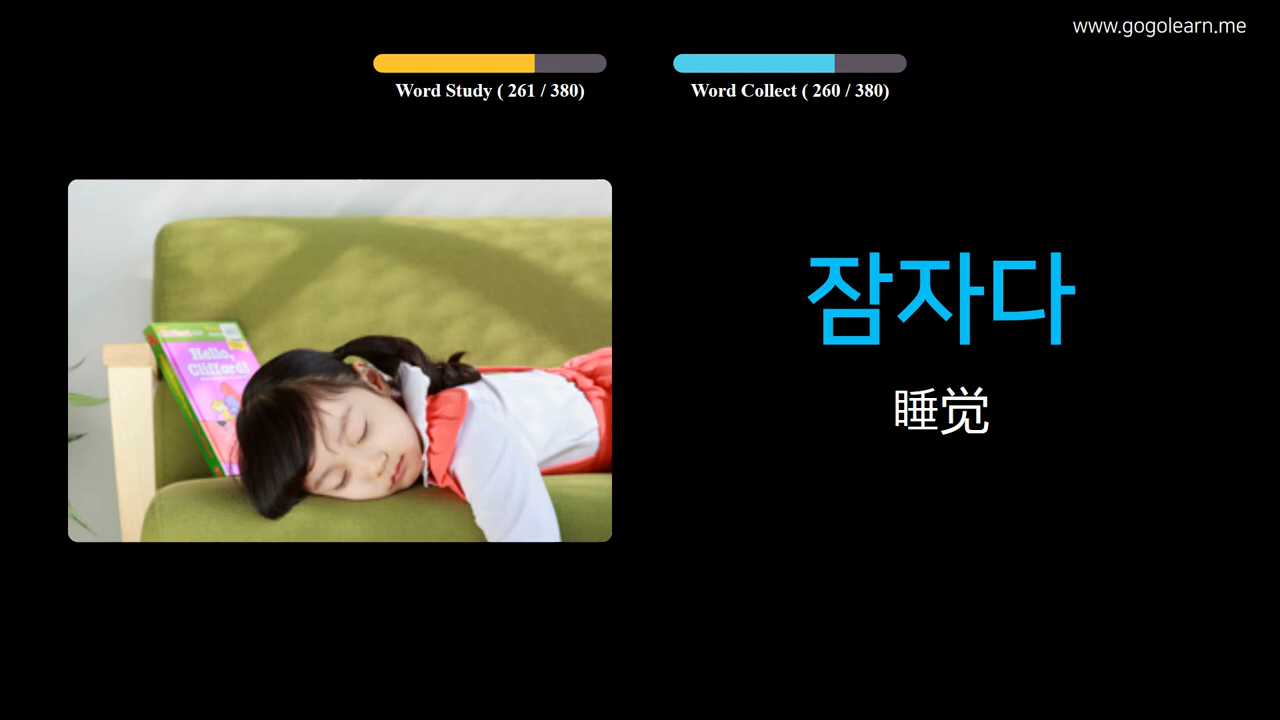 www.gogolearn.me
Word Study ( 261 / 380)
Word Collect ( 260 / 380)
Hello,
Clifford!
잠자다
睡觉